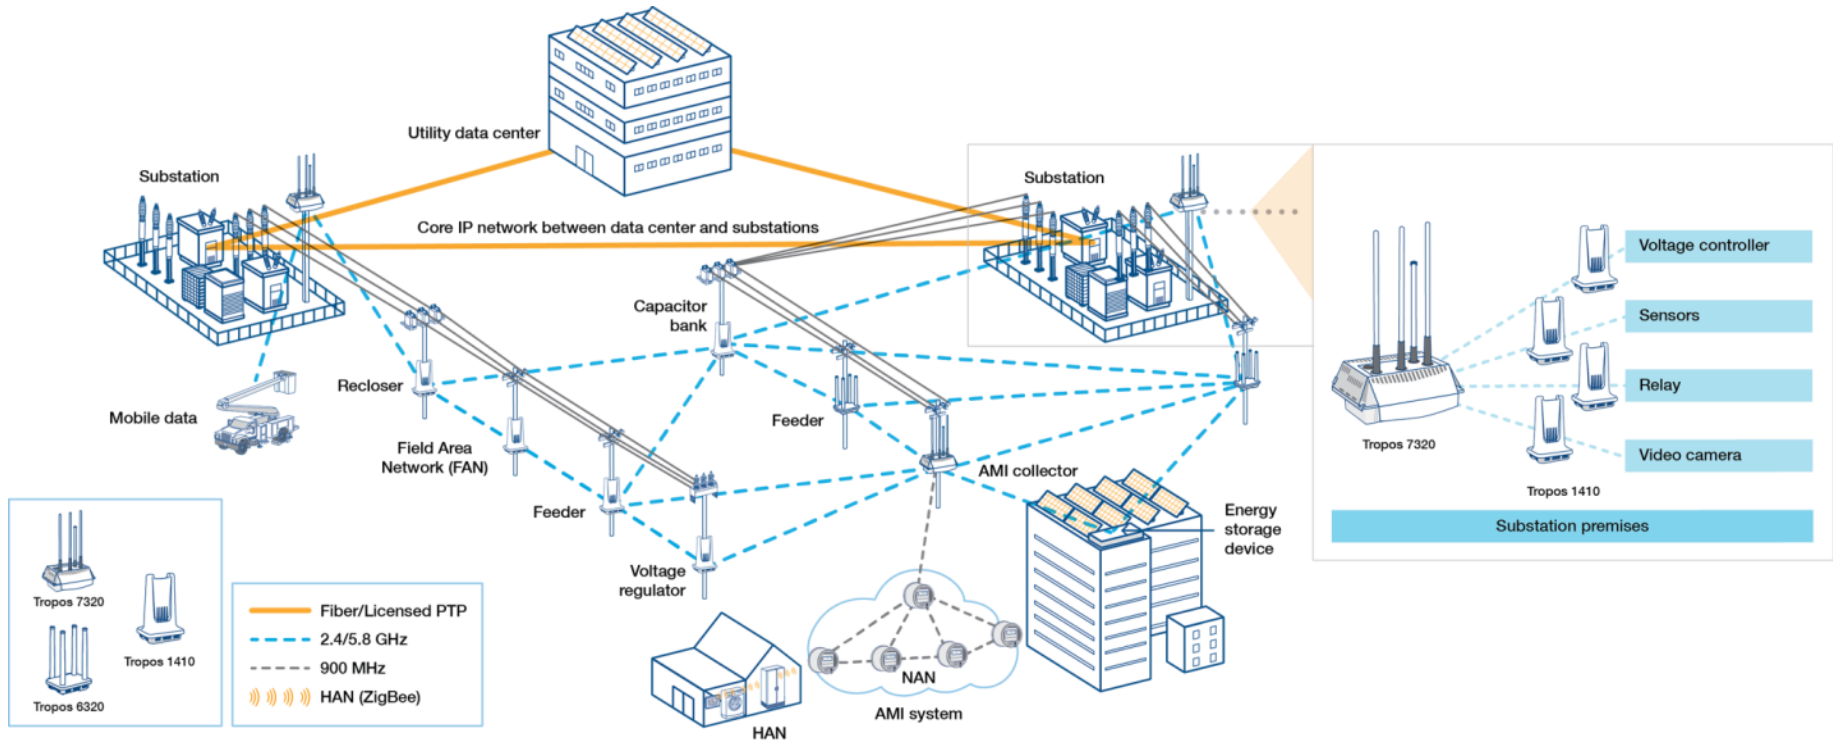 Utility data center
Substation
Core IP network between data center and substations
Substation
Capacitor
bank
Recloser
Mobile data
Field Area
Network (FAN)
Feeder
Feeder
AMI collector
Voltage
regulator
Energy
storage
device
NAN
AMI system
HAN
Voltage controller
Sensors
Relay
Video camera
Tropos 7320
Tropos 1410
Substation premises
Tropos 7320
Tropos 1410
Tropos 6320
Fiber/Licensed PTP
2.4/5.8 GHz
900 MHz
HAN (ZigBee)